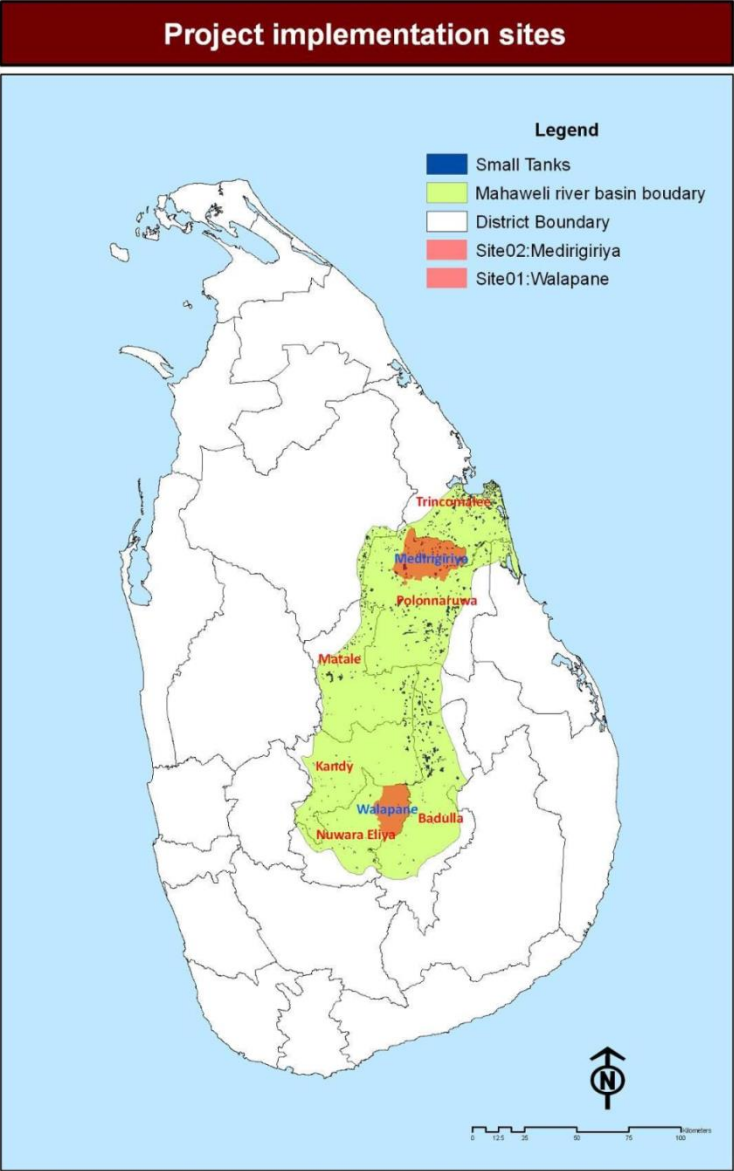 Project implementation sites
Legend
Small Tanks
Mahaweli river basin boudary
District Boundary
Site02:Medirigiriya
Site01:Walapane
Trincomalee
Medirigiriya
Polonnaruwa
Matale
Kandy
Walapane
Badulla
Nuwara Eliya
N
Kilometers
0 12.5 25 50 75 100